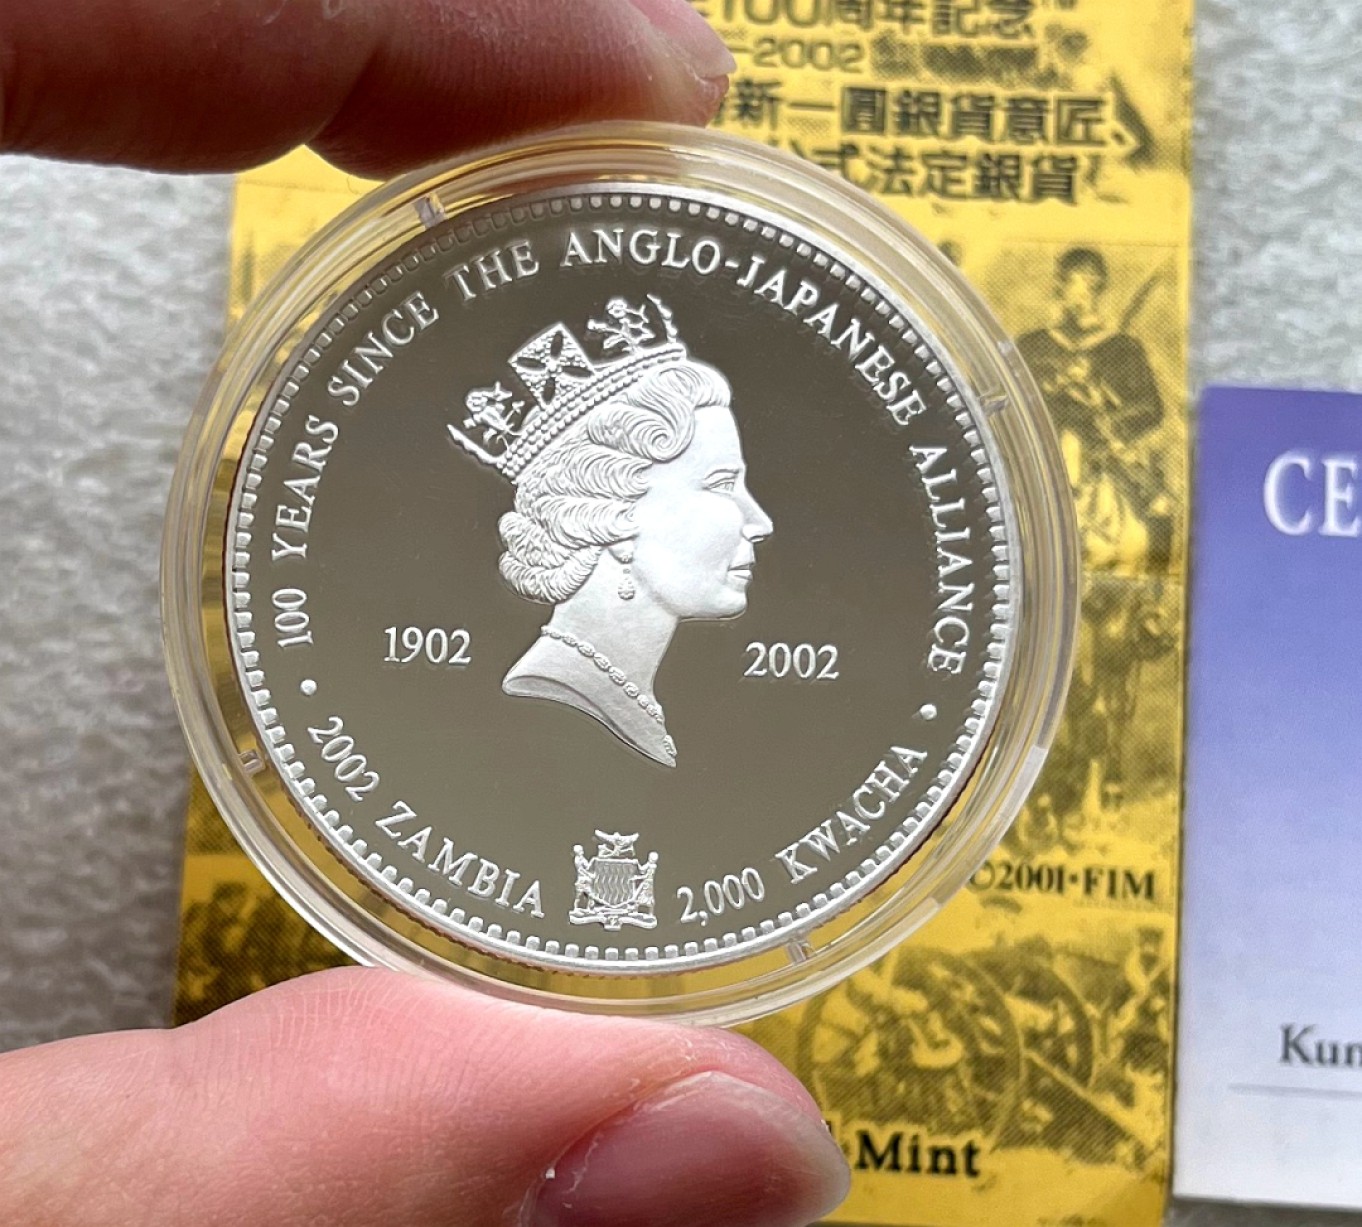 100周年記念
-2002
新一圓銀貨意匠、
公式法定銀貨!
100 YEARS SINCE THE ANGLO-JAPANESE ALLIANCE
1902
2002
• 2002 ZAMBIA
2,000 KWACHA •
©2001•FIM
Mint
CE
Kun